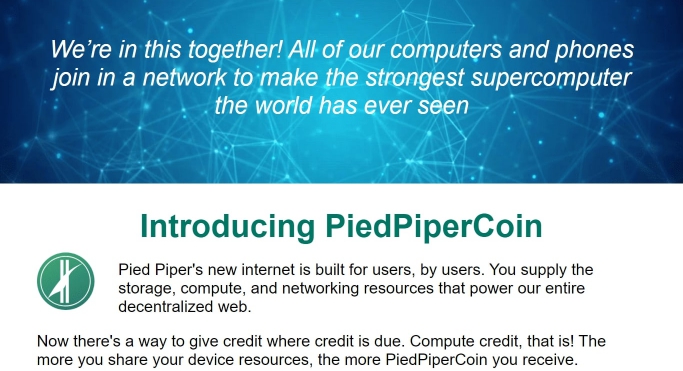 We’re in this together! All of our computers and phones
join in a network to make the strongest supercomputer
the world has ever seen
Introducing PiedPiperCoin
Pied Piper's new internet is built for users, by users. You supply the
storage, compute, and networking resources that power our entire
decentralized web.
Now there's a way to give credit where credit is due. Compute credit, that is! The
more you share your device resources, the more PiedPiperCoin you receive.